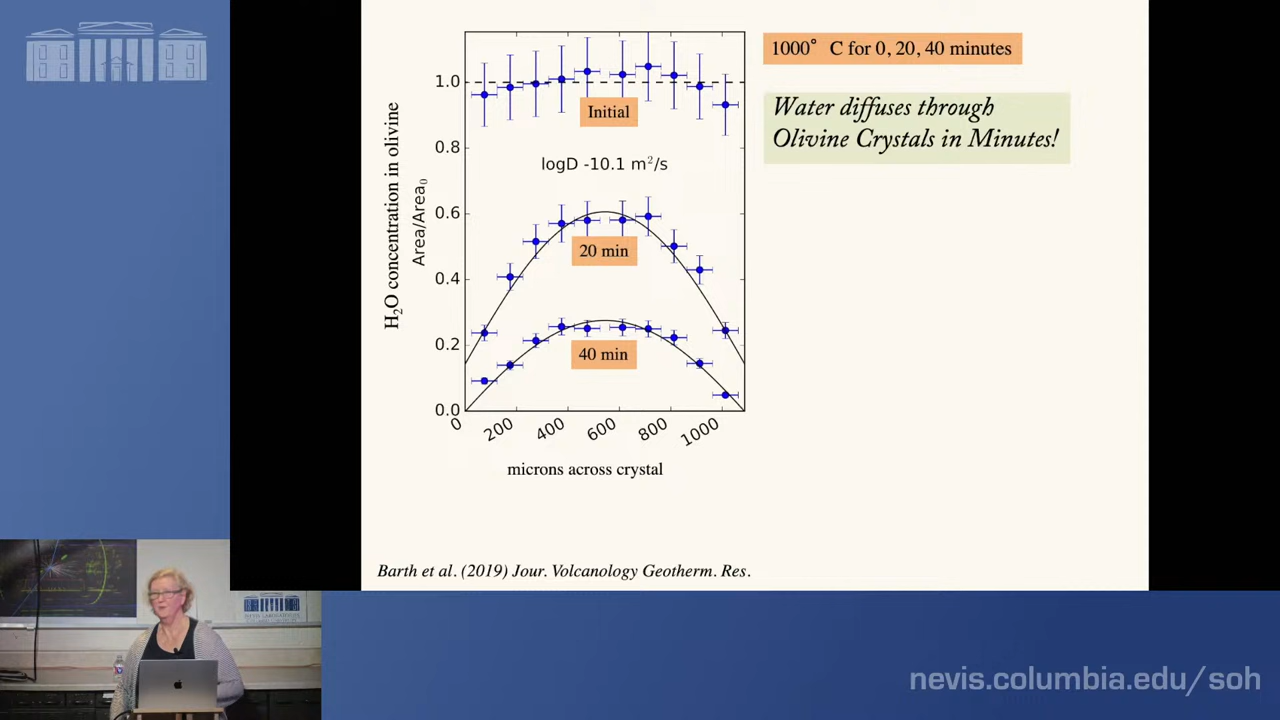 1000° C for 0, 20, 40 minutes
Water diffuses through
Olivine Crystals in Minutes!
H₂O concentration in olivine
Area/Area₀
1.0
0.8
0.6
0.4
0.2
0.0
Initial
logD -10.1 m²/s
20 min
40 min
0
200
400
600
800
1000
microns across crystal
Barth et al. (2019) Jour. Volcanology Geotherm. Res.
nevis.columbia.edu/soh